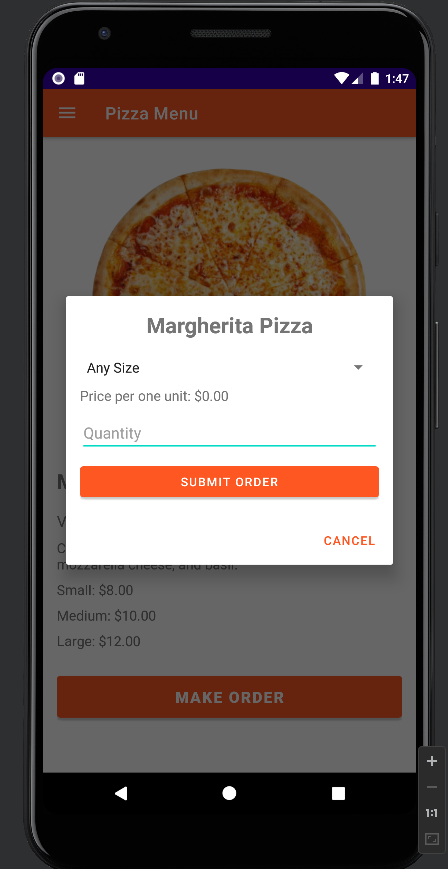 1:47
Pizza Menu
Margherita Pizza
Any Size
Price per one unit: $0.00
Quantity
SUBMIT ORDER
CANCEL
mozzarella cheese, and basil.
Small: $8.00
Medium: $10.00
Large: $12.00
MAKE ORDER
1:1